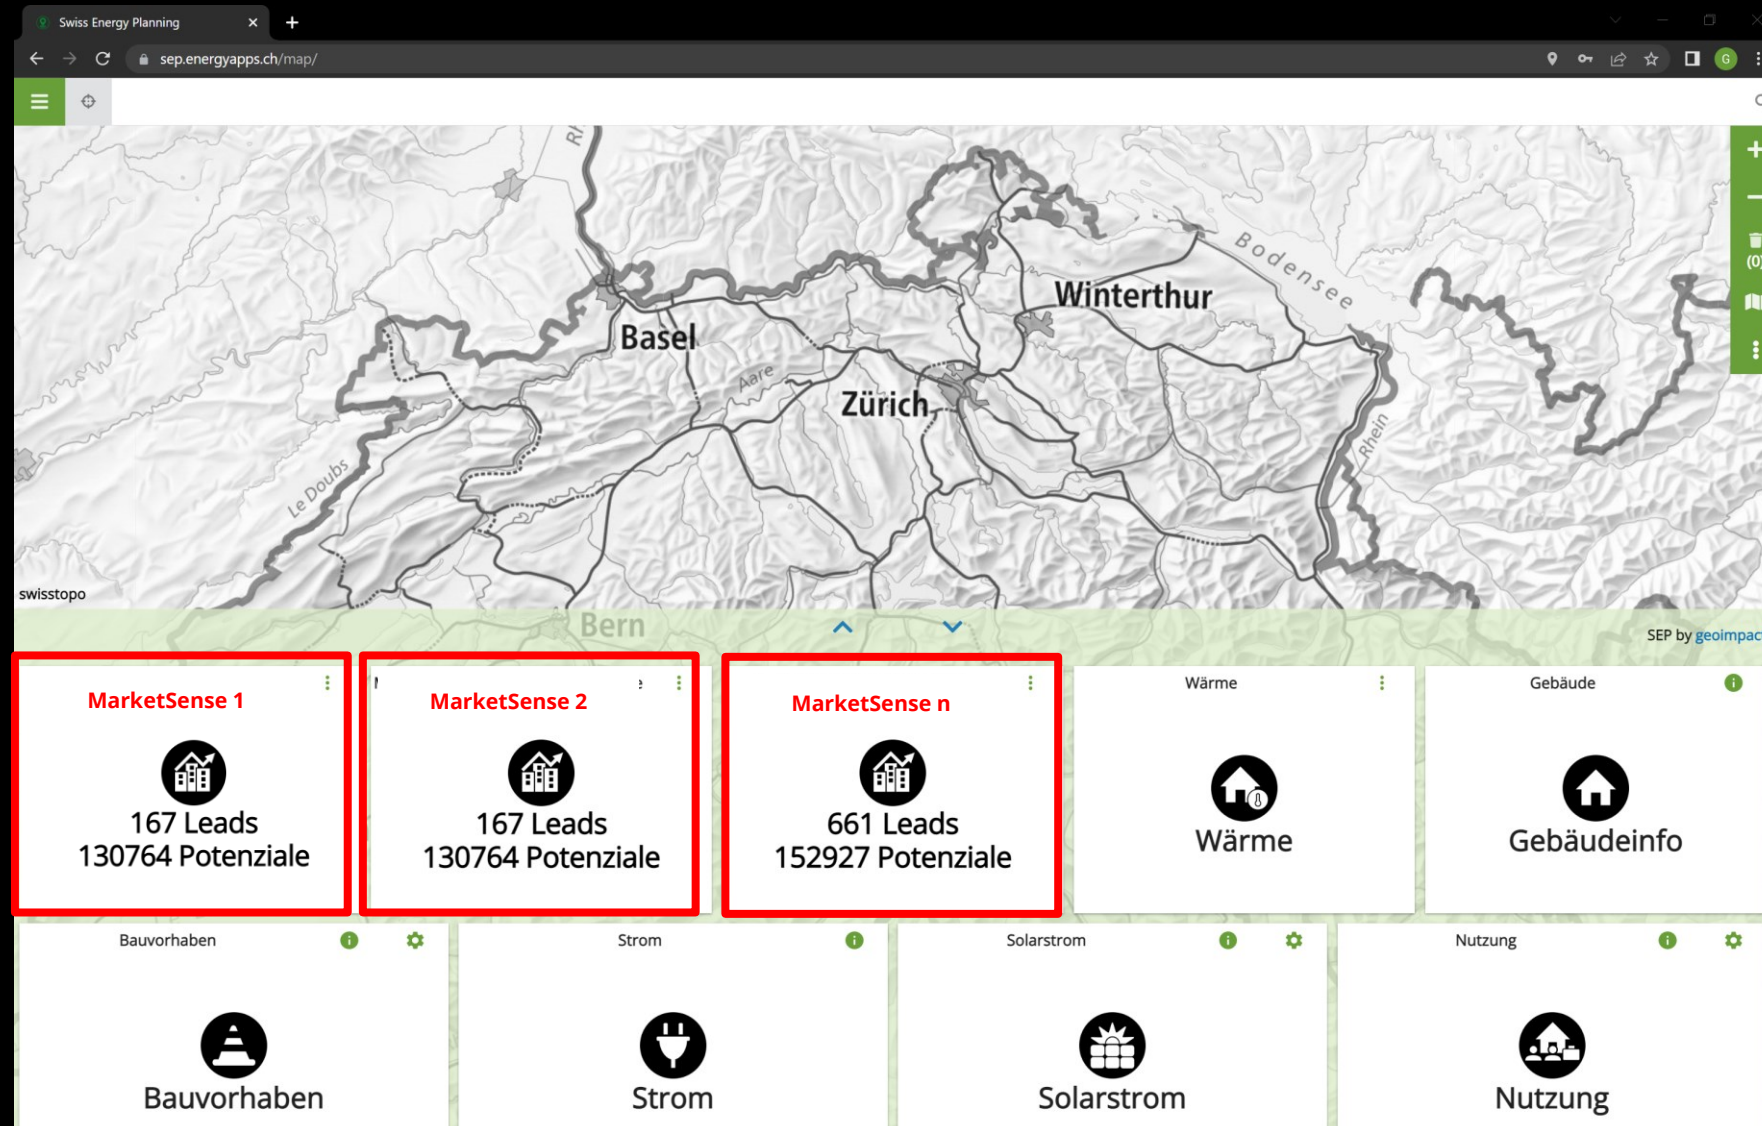 Swiss Energy Planning
sep.energyapps.ch/map/
G
(0)
Bodensee
Winterthur
Basel
Aare
Zürich
Rhein
Le Doubs
swisstopo
Bern
SEP by geoimpact
MarketSense 1
167 Leads
130764 Potenziale
MarketSense 2
167 Leads
130764 Potenziale
MarketSense n
661 Leads
152927 Potenziale
Wärme
Wärme
Gebäude
Gebäudeinfo
Bauvorhaben
Bauvorhaben
Strom
Strom
Solarstrom
Solarstrom
Nutzung
Nutzung